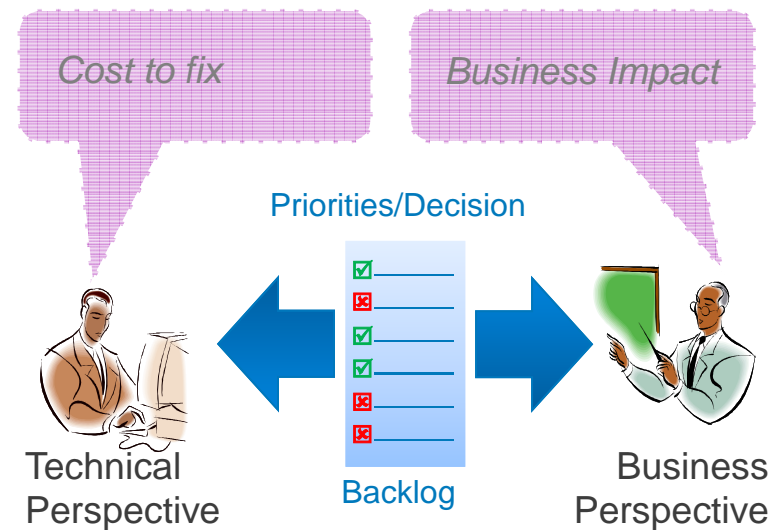 Cost to fix
Business Impact
Priorities/Decision
Technical
Perspective
Backlog
Business
Perspective